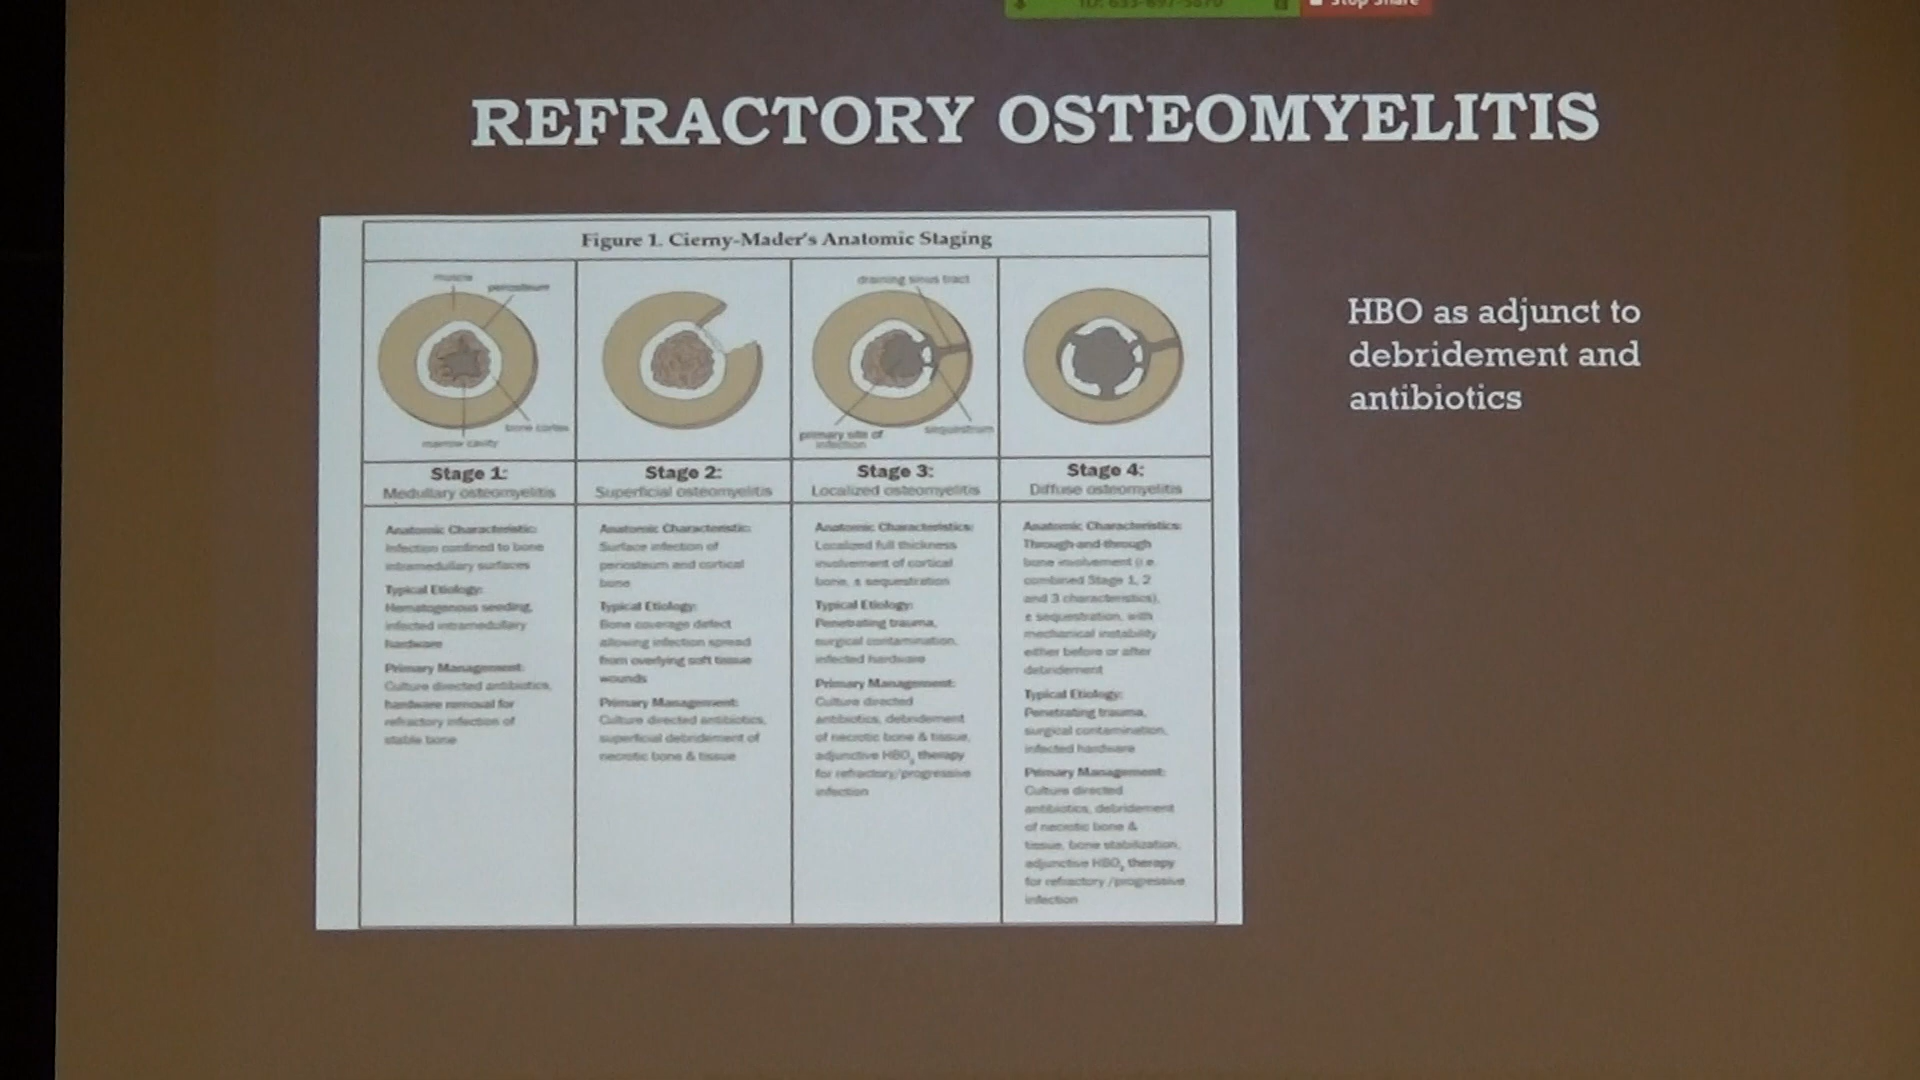 ID: 633-897-5870
Stop Share
REFRACTORY OSTEOMYELITIS
Figure 1. Cierny-Mader's Anatomic Staging
muscle
periosteum
bone cortex
marrow cavity
draining sinus tract
primary site of
infection
sequestrum
Stage 1:
Medullary osteomyelitis
Stage 2:
Superficial osteomyelitis
Stage 3:
Localized osteomyelitis
Stage 4:
Diffuse osteomyelitis
Anatomic Characteristic:
Infection confined to bone
intramedullary surfaces
Typical Etiology:
Hematogenous seeding,
infected intramedullary
hardware
Primary Management:
Culture directed antibiotics,
hardware removal for
refractory infection of
stable bone
Anatomic Characteristic:
Surface infection of
periosteum and cortical
bone
Typical Etiology:
Bone coverage defect
allowing infection spread
from overlying soft tissue
wounds
Primary Management:
Culture directed antibiotics,
superficial debridement of
necrotic bone & tissue
Anatomic Characteristics:
Localized full thickness
involvement of cortical
bone, ± sequestration
Typical Etiology:
Penetrating trauma,
surgical contamination,
infected hardware
Primary Management:
Culture directed
antibiotics, debridement
of necrotic bone & tissue,
adjunctive HBO₂ therapy
for refractory/progressive
infection
Anatomic Characteristics:
Through-and-through
bone involvement (i.e.
combined Stage 1, 2
and 3 characteristics),
± sequestration, with
mechanical instability
either before or after
debridement
Typical Etiology:
Penetrating trauma,
surgical contamination,
infected hardware
Primary Management:
Culture directed
antibiotics, debridement
of necrotic bone &
tissue, bone stabilization,
adjunctive HBO₂ therapy
for refractory /progressive
infection
HBO as adjunct to
debridement and
antibiotics